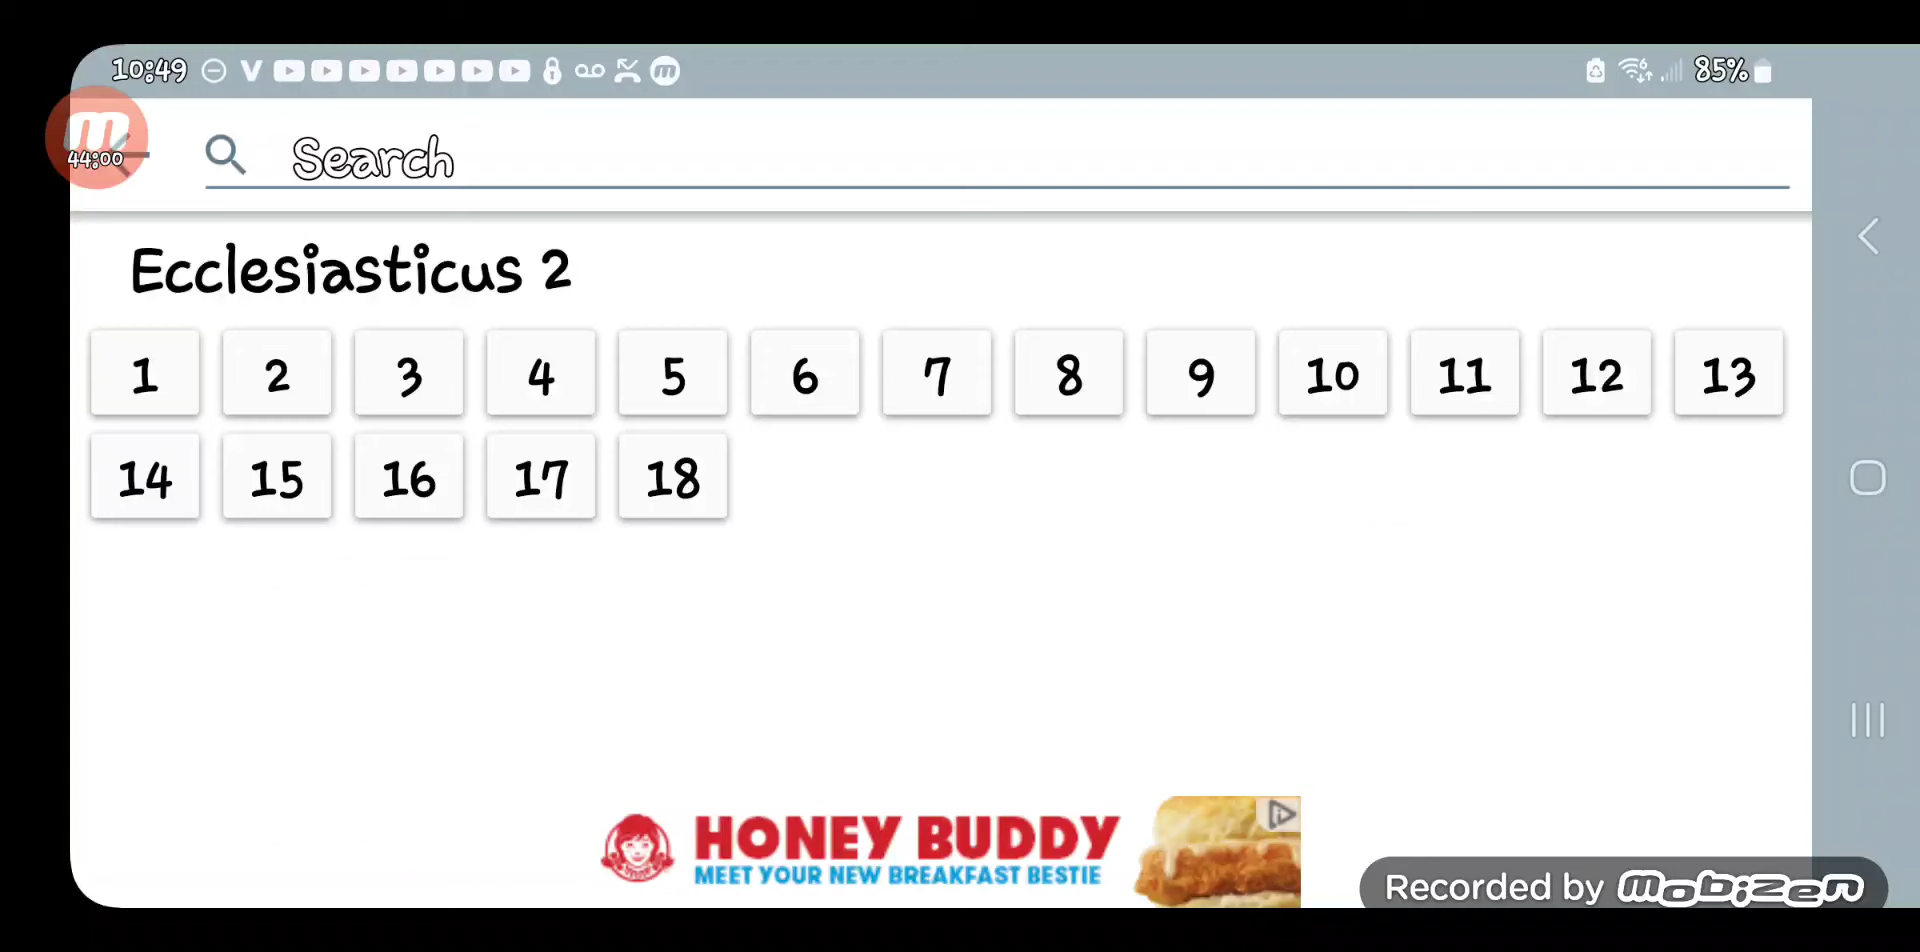 10:49 V m 6 85%
m
44:00
Search
Ecclesiasticus 2
1 2 3 4 5 6 7 8 9 10 11 12 13
14 15 16 17 18
HONEY BUDDY
MEET YOUR NEW BREAKFAST BESTIE
Recorded by mobizen